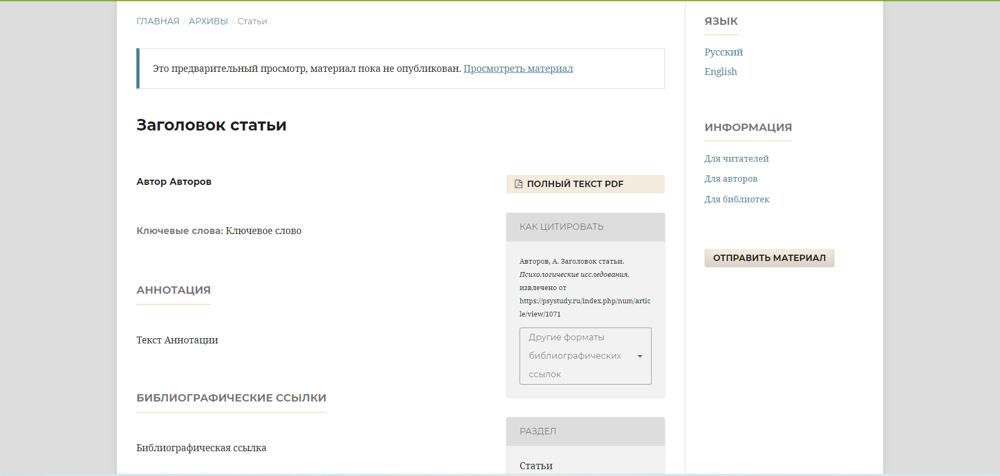 ГЛАВНАЯ / АРХИВЫ / Статьи
Это предварительный просмотр, материал пока не опубликован. Просмотреть материал
Заголовок статьи
Автор Авторов
Ключевые слова: Ключевое слово
АННОТАЦИЯ
Текст Аннотации
БИБЛИОГРАФИЧЕСКИЕ ССЫЛКИ
Библиографическая ссылка
ПОЛНЫЙ ТЕКСТ PDF
КАК ЦИТИРОВАТЬ
Авторов, А. Заголовок статьи.
Психологические исследования.
извлечено от
https://psystudy.ru/index.php/num/artic
le/view/1071
Другие форматы
библиографических
ссылок
РАЗДЕЛ
Статьи
ЯЗЫК
Русский
English
ИНФОРМАЦИЯ
Для читателей
Для авторов
Для библиотек
ОТПРАВИТЬ МАТЕРИАЛ